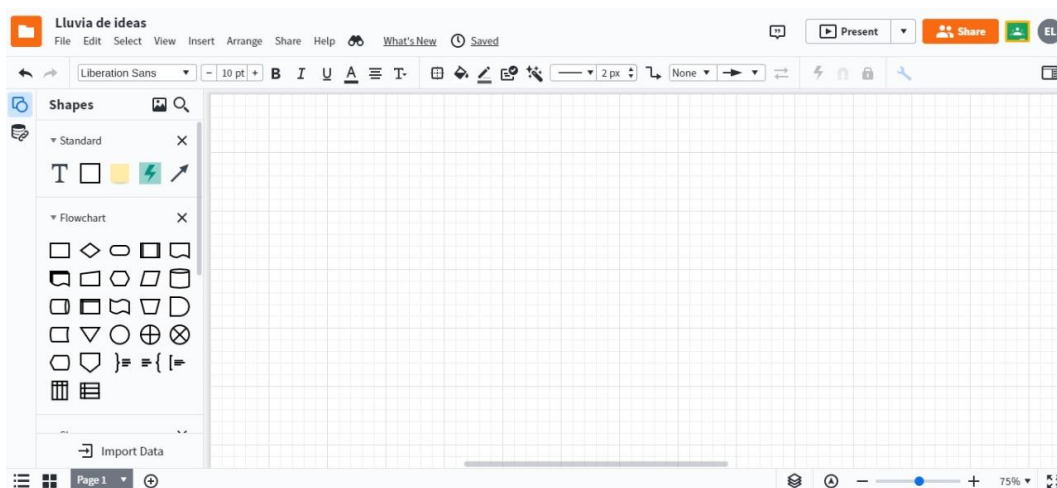 Lluvia de ideas
File Edit Select View Insert Arrange Share Help What's New Saved
Present
Share
EL
Liberation Sans
- 10 pt + B I U A T
2 px None
Shapes
Standard
T
Flowchart
Import Data
Page 1
75%